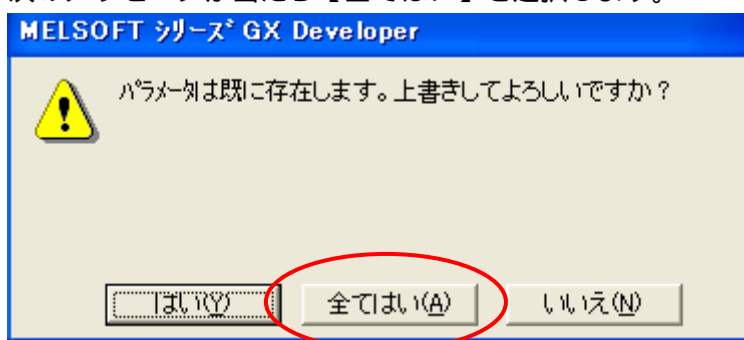 MELSOFT シリーズ GX Developer
パラメータは既に存在します。上書きしてよろしいですか?
はい(Y)
全てはい(A)
いいえ(N)